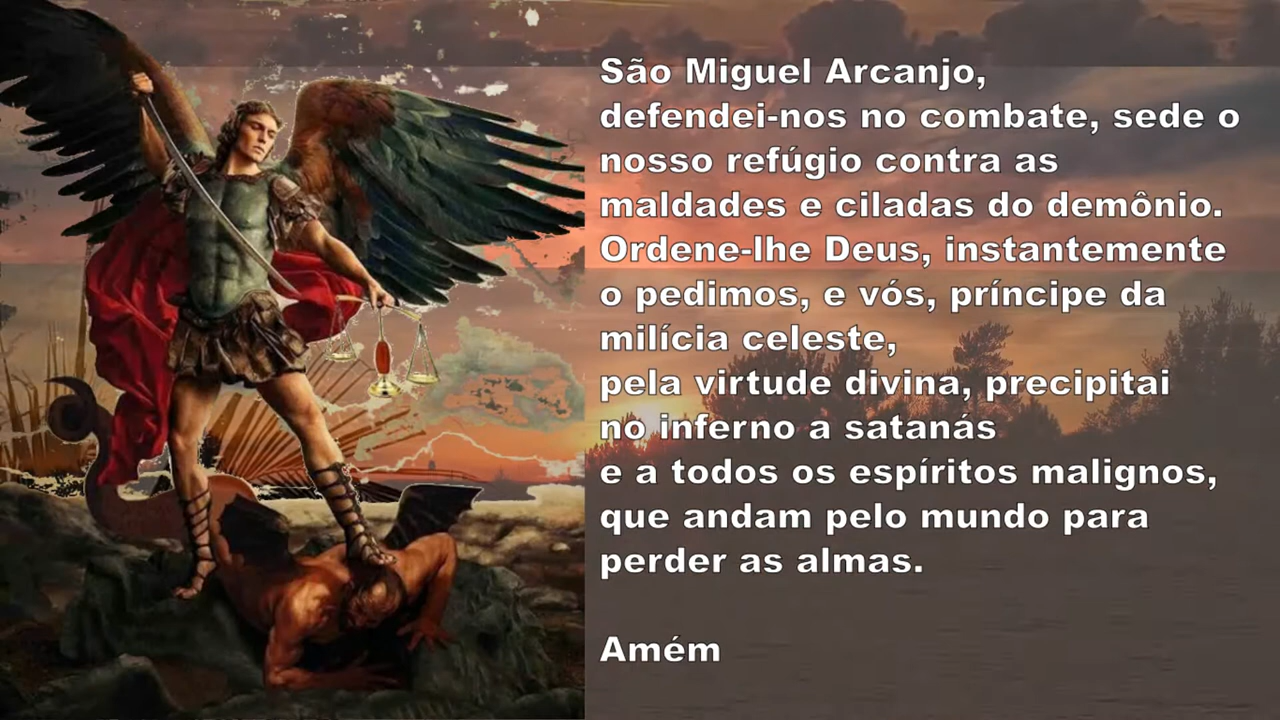 São Miguel Arcanjo,
defendei-nos no combate, sede o
nosso refúgio contra as
maldades e ciladas do demônio.
Ordene-lhe Deus, instantemente
o pedimos, e vós, príncipe da
milícia celeste,
pela virtude divina, precipitai
no inferno a satanás
e a todos os espíritos malignos,
que andam pelo mundo para
perder as almas.
Amém